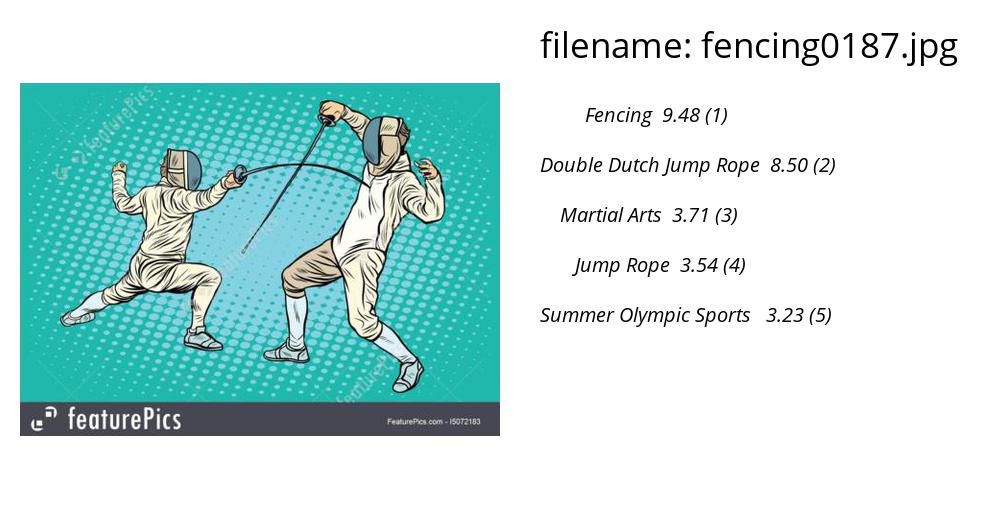 filename: fencing0187.jpg
Fencing 9.48 (1)
Double Dutch Jump Rope 8.50 (2)
Martial Arts 3.71 (3)
Jump Rope 3.54 (4)
Summer Olympic Sports 3.23 (5)
featurePics
FeaturePics.com - I5072183